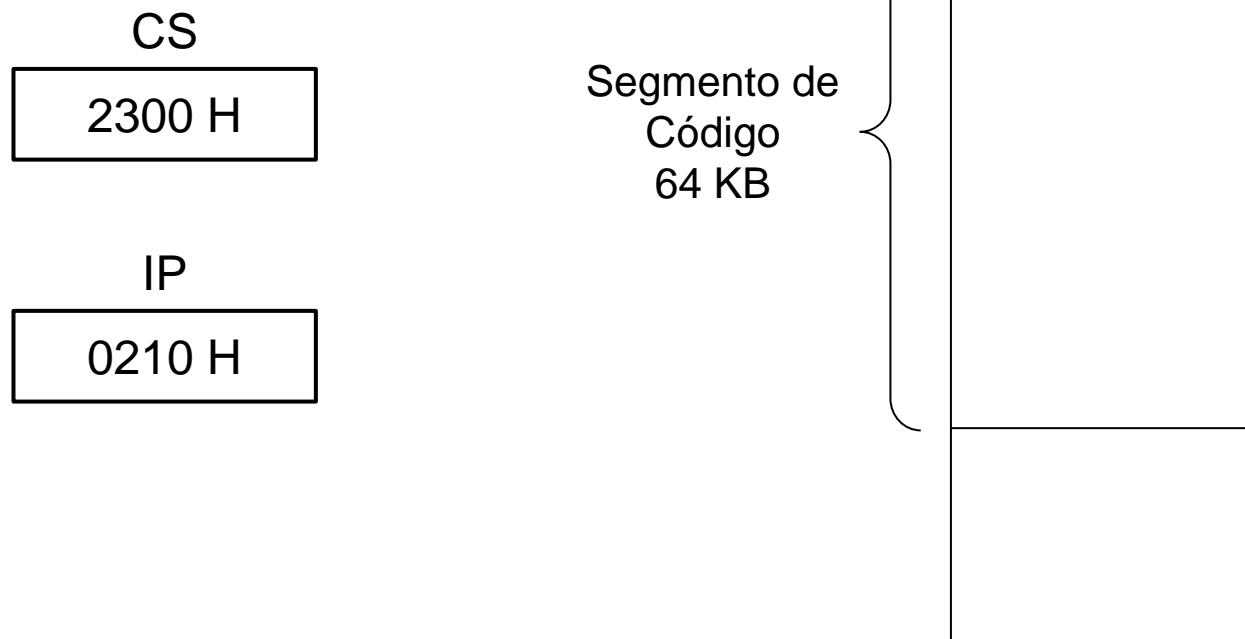 CS
2300 H
IP
0210 H
Segmento de
Código
64 KB